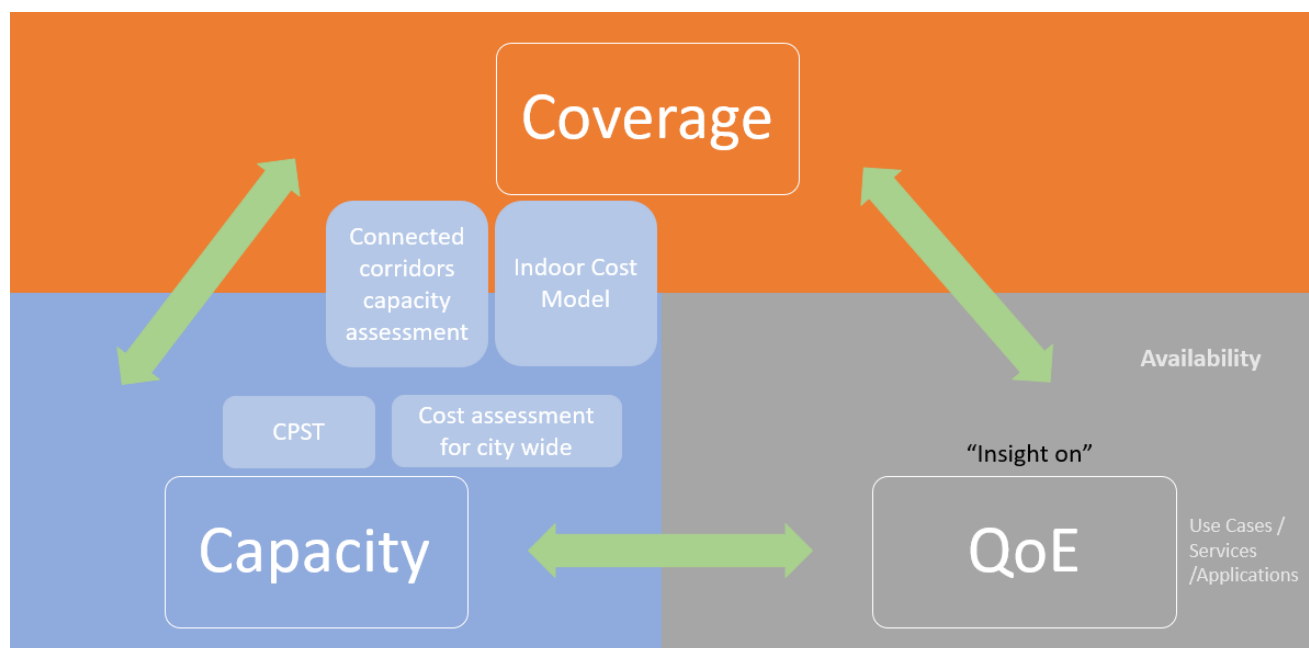 Coverage
Connected
corridors
capacity
assessment
Indoor Cost
Model
Availability
CPST
Cost assessment
for city wide
“Insight on”
Capacity
QoE
Use Cases /
Services
/Applications